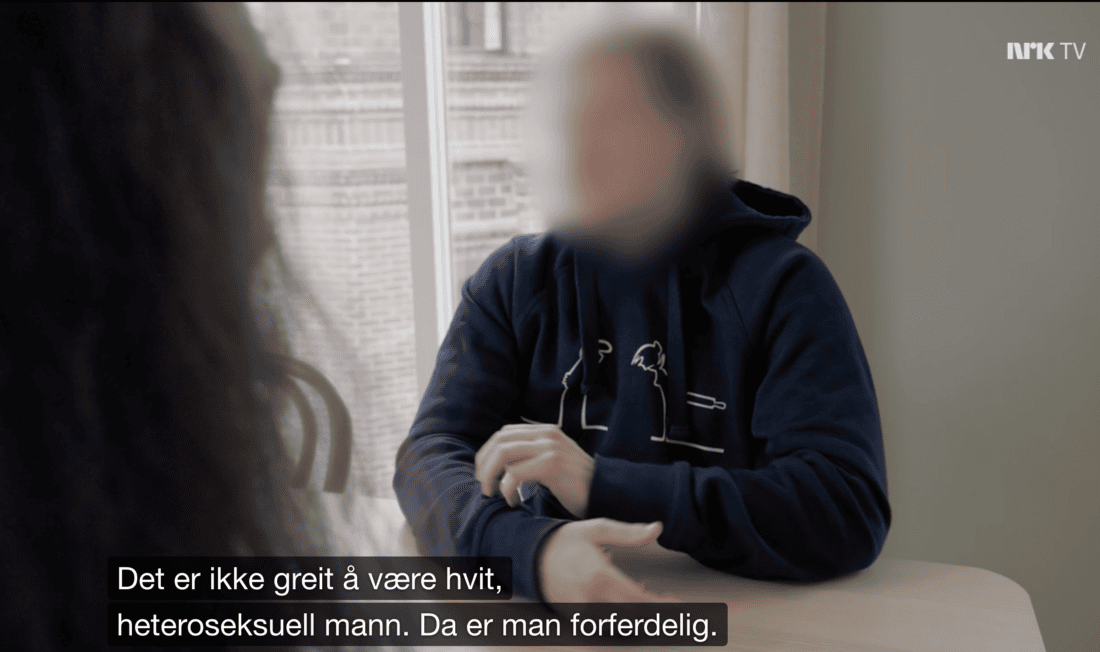 NRK TV
Det er ikke greit å være hvit,
heteroseksuell mann. Da er man forferdelig.